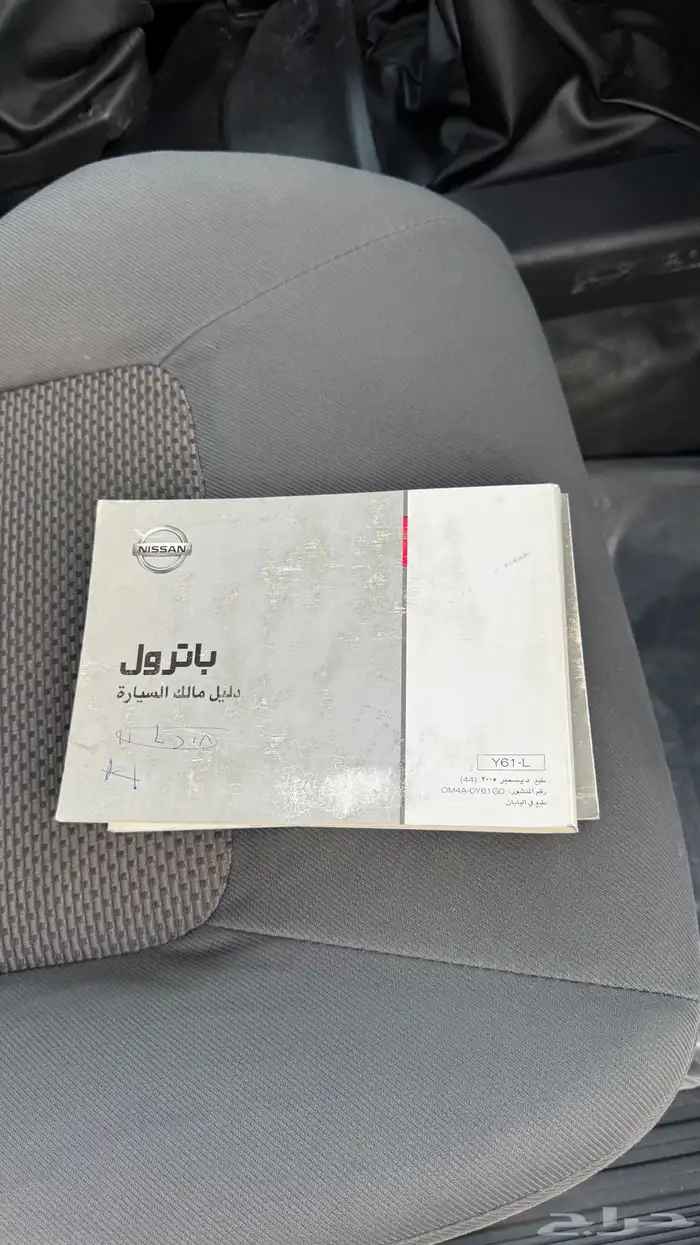 NISSAN
باترول
دليل مالك السيارة
Y61-L
طبع: ديسمبر ٢٠٠٥ (44)
رقم المنشور: OM4A-0Y61G0
طبع في اليابان
حراج